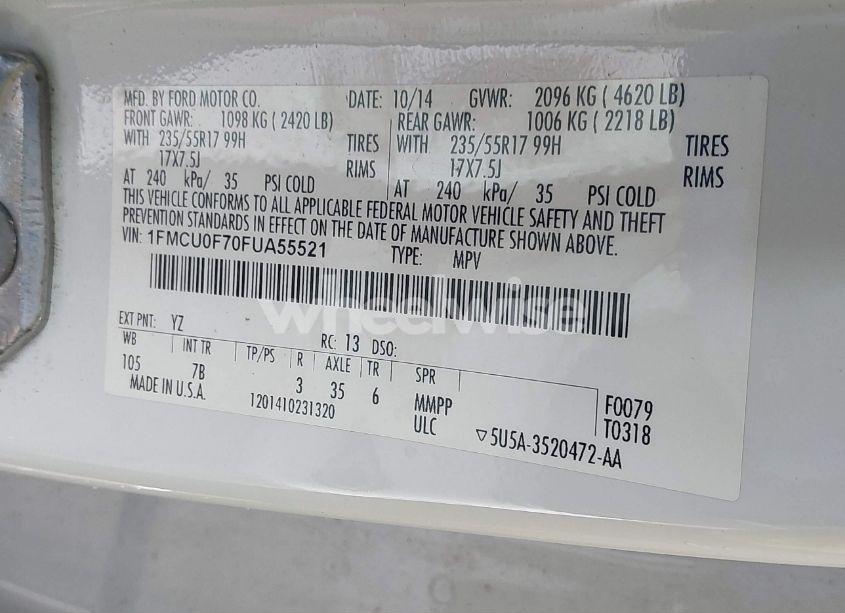 MFD. BY FORD MOTOR CO. DATE: 10/14 GVWR: 2096 KG ( 4620 LB)
FRONT GAWR: 1098 KG ( 2420 LB) REAR GAWR: 1006 KG ( 2218 LB)
WITH 235/55R17 99H TIRES WITH 235/55R17 99H TIRES
17X7.5J RIMS 17X7.5J RIMS
AT 240 kPa/ 35 PSI COLD AT 240 kPa/ 35 PSI COLD
THIS VEHICLE CONFORMS TO ALL APPLICABLE FEDERAL MOTOR VEHICLE SAFETY AND THEFT
PREVENTION STANDARDS IN EFFECT ON THE DATE OF MANUFACTURE SHOWN ABOVE.
VIN: 1FMCU0F70FUA55521 TYPE: MPV
wheelwise
EXT PNT: YZ RC: 13 DSO:
WB INT TR TP/PS R AXLE TR SPR
105 7B 3 35 6 MMPP F0079
MADE IN U.S.A. 1201410231320 ULC T0318
▽5U5A-3520472-AA